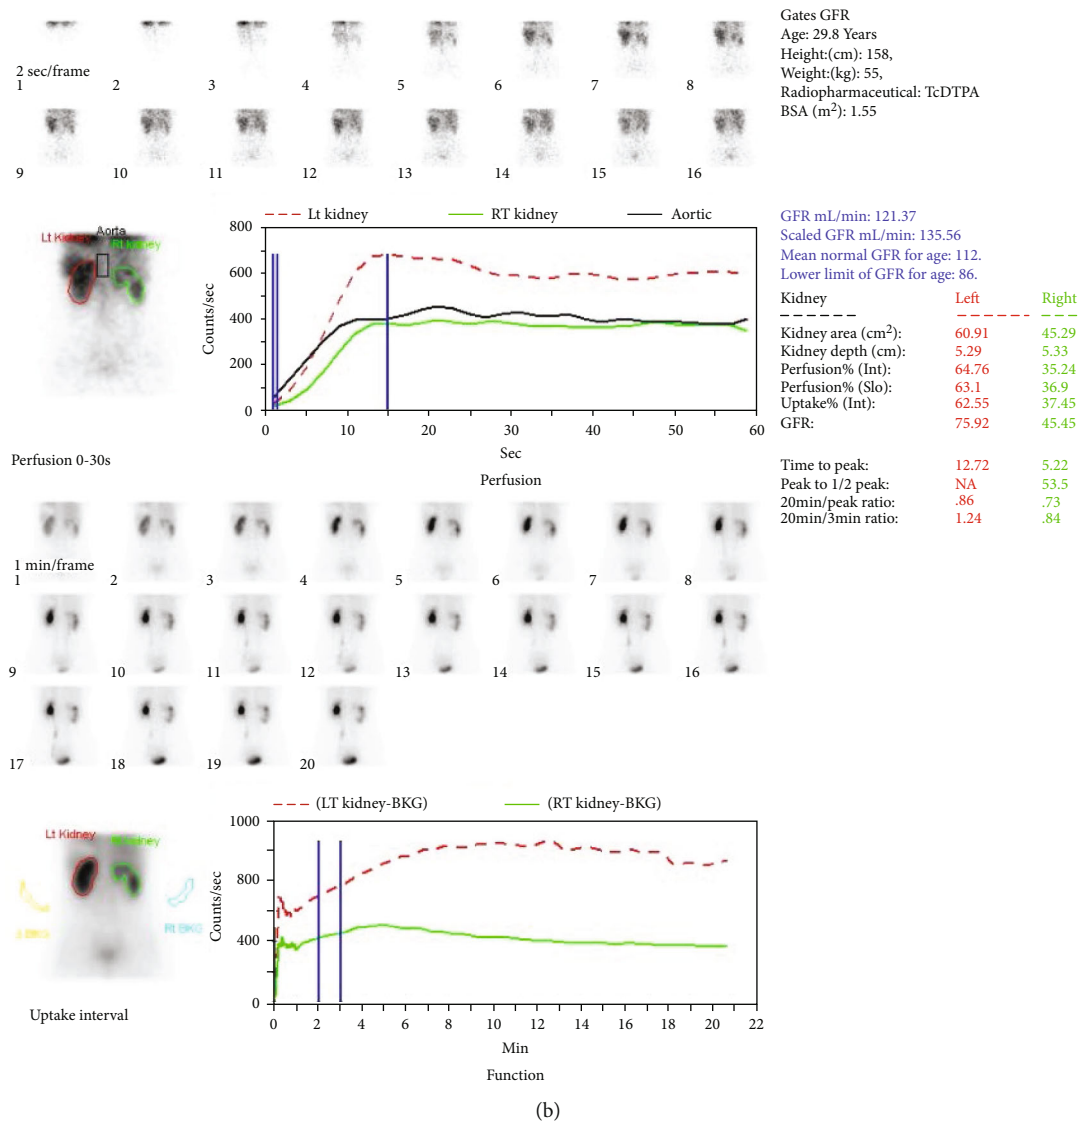 2 sec/frame
1 2 3 4 5 6 7 8
9 10 11 12 13 14 15 16
Gates GFR
Age: 29.8 Years
Height:(cm): 158,
Weight:(kg): 55,
Radiopharmaceutical: TcDTPA
BSA (m2): 1.55
Lt Kidney
Aorta
Rt kidney
Perfusion 0-30s
Lt kidney RT kidney Aortic
Counts/sec
800
600
400
200
0
0 10 20 30 40 50 60
Sec
Perfusion
GFR mL/min: 121.37
Scaled GFR mL/min: 135.56
Mean normal GFR for age: 112.
Lower limit of GFR for age: 86.
Kidney Left Right
Kidney area (cm2): 60.91 45.29
Kidney depth (cm): 5.29 5.33
Perfusion% (Int): 64.76 35.24
Perfusion% (Slo): 63.1 36.9
Uptake% (Int): 62.55 37.45
GFR: 75.92 45.45
Time to peak: 12.72 5.22
Peak to 1/2 peak: NA 53.5
20min/peak ratio: .86 .73
20min/3min ratio: 1.24 .84
1 min/frame
1 2 3 4 5 6 7 8
9 10 11 12 13 14 15 16
17 18 19 20
Lt Kidney
kidney
BKG
Rt BKG
Uptake interval
(LT kidney-BKG) (RT kidney-BKG)
Counts/sec
1000
800
400
0
0 2 4 6 8 10 12 14 16 18 20 22
Min
Function
(b)